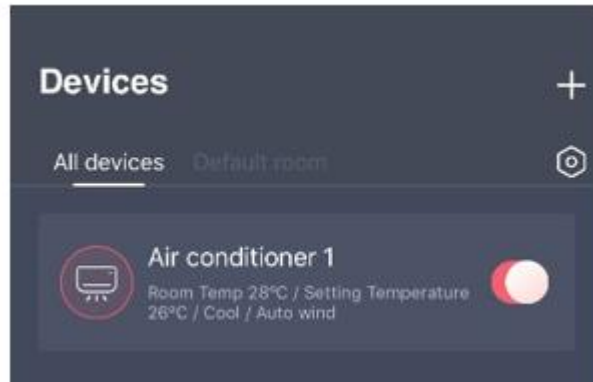 Devices
All devices Default room
Air conditioner 1
Room Temp 28°C / Setting Temperature
26°C / Cool / Auto wind